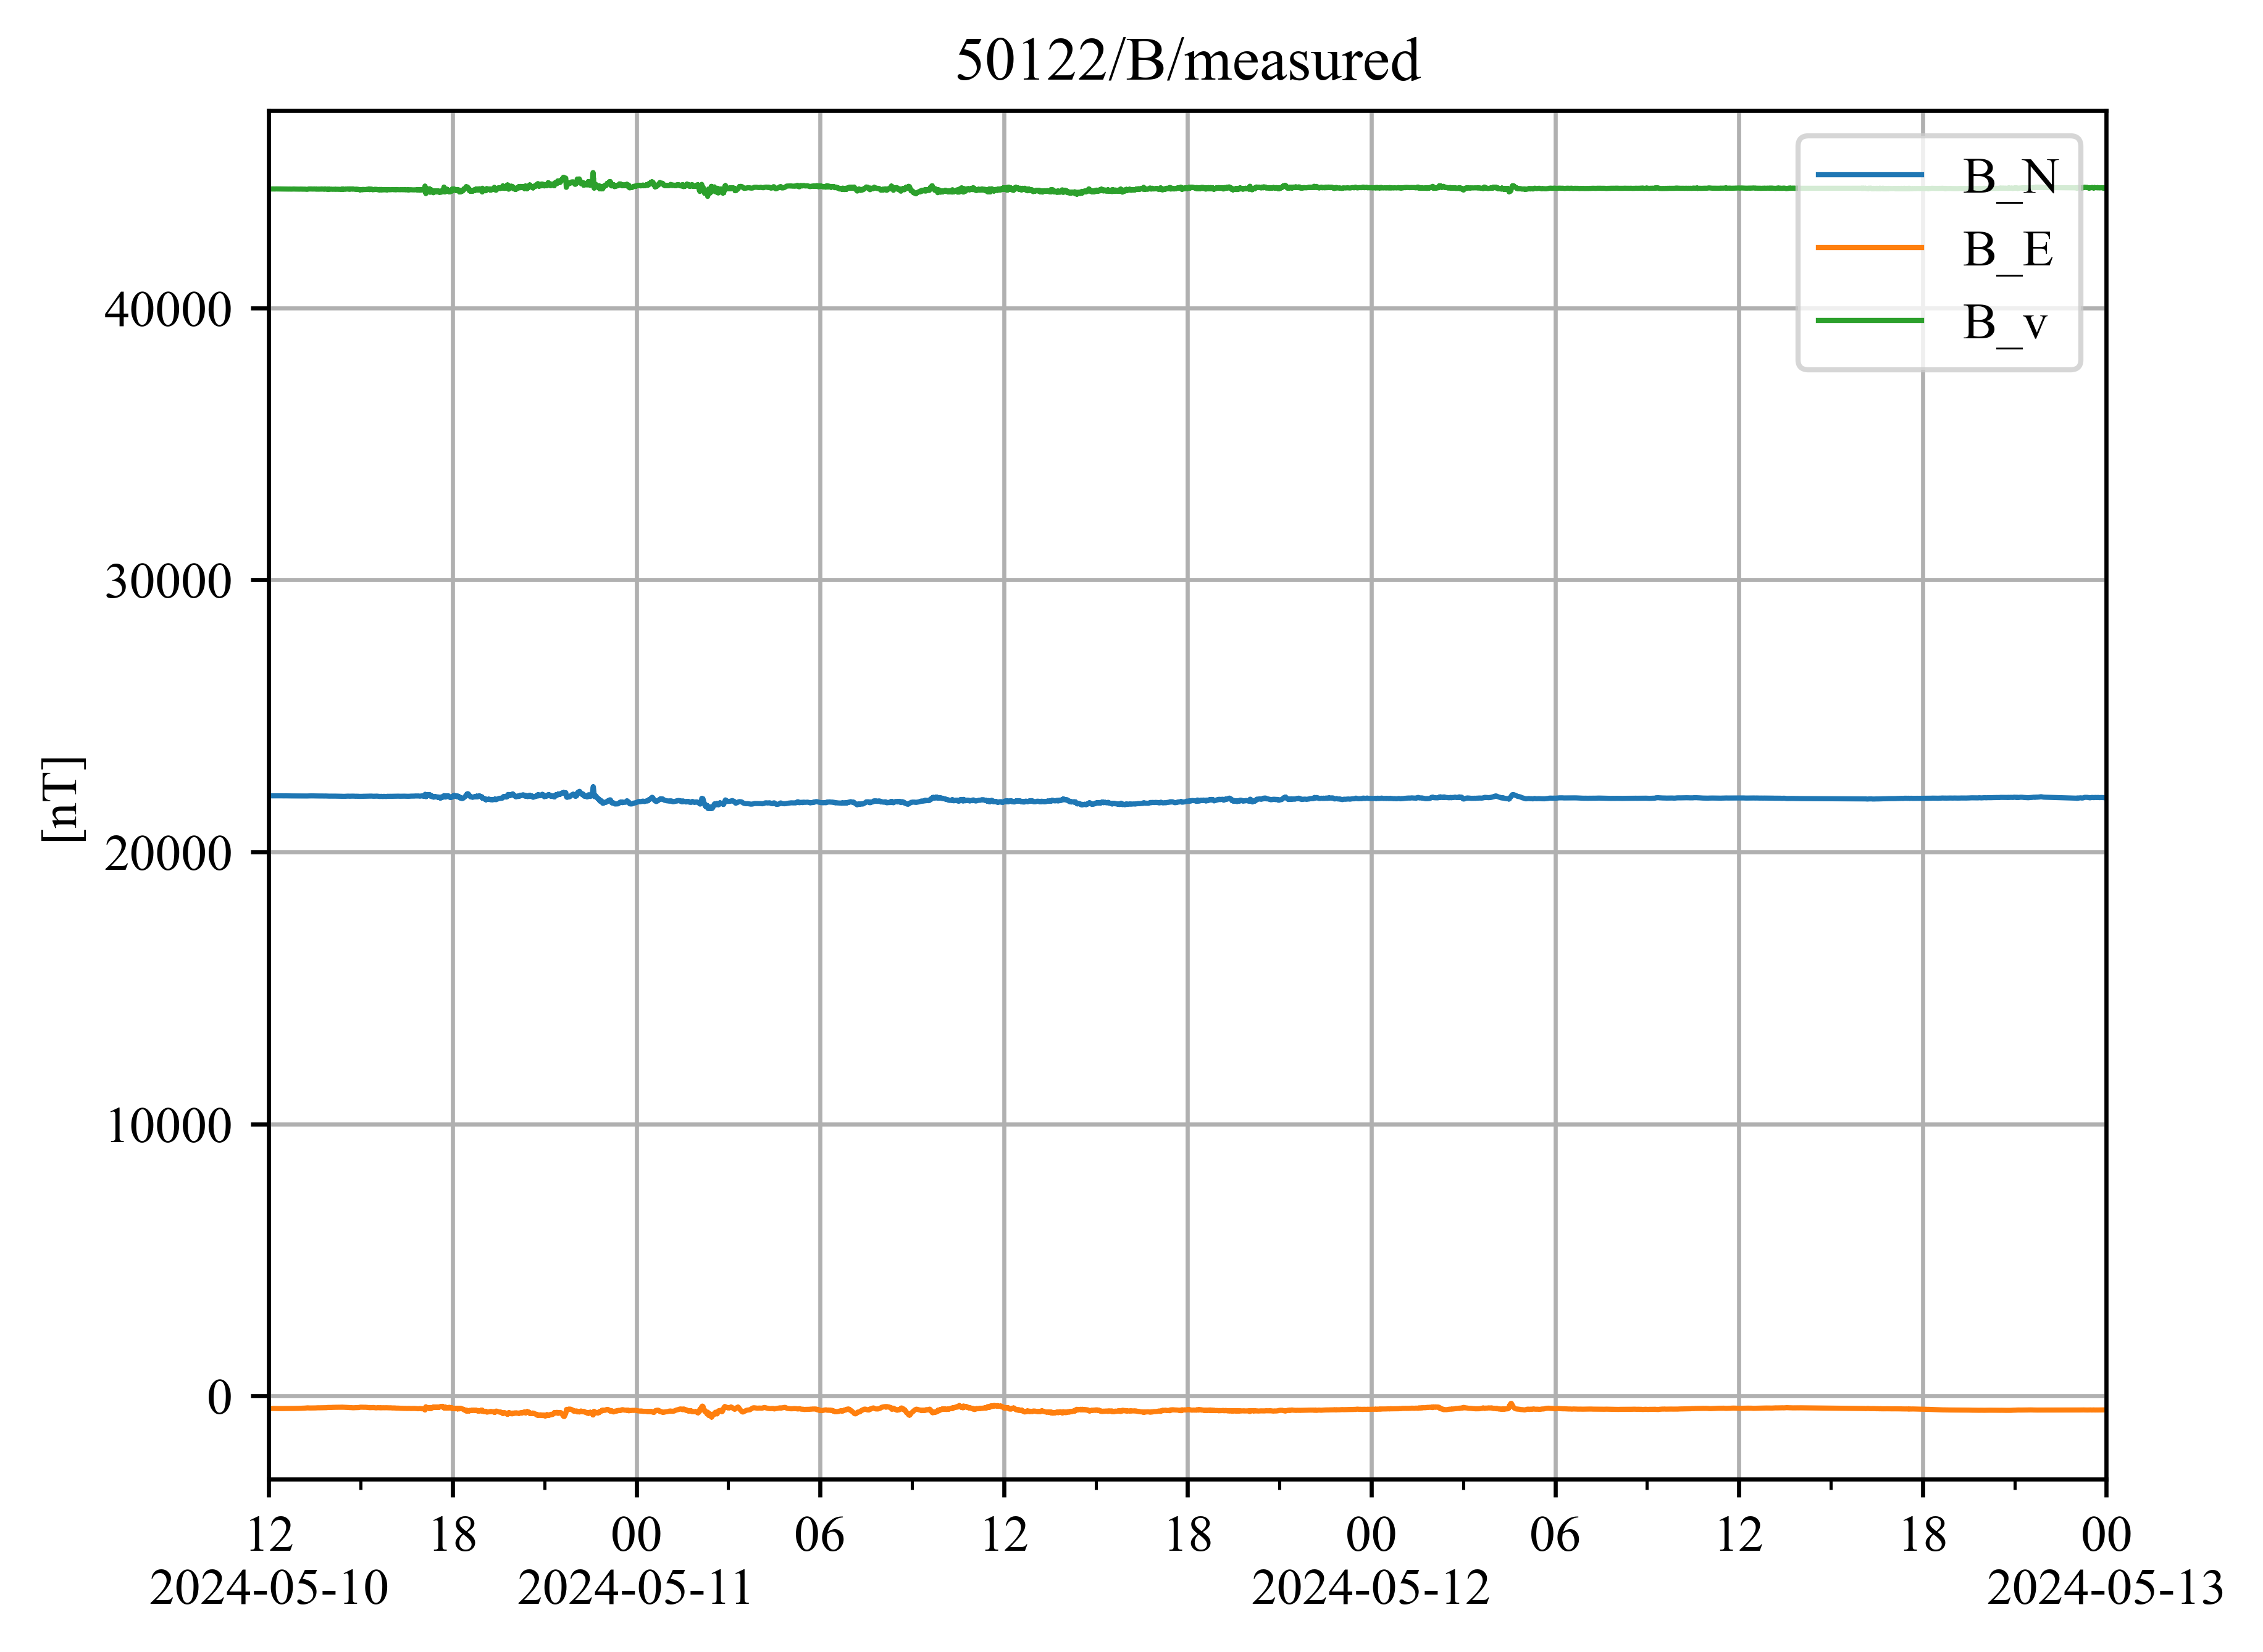 50122/B/measured
B_N
B_E
B_v
40000
30000
[nT]
20000
10000
0
12 18 00 06 12 18 00 06 12 18 00
2024-05-10 2024-05-11 2024-05-12 2024-05-13